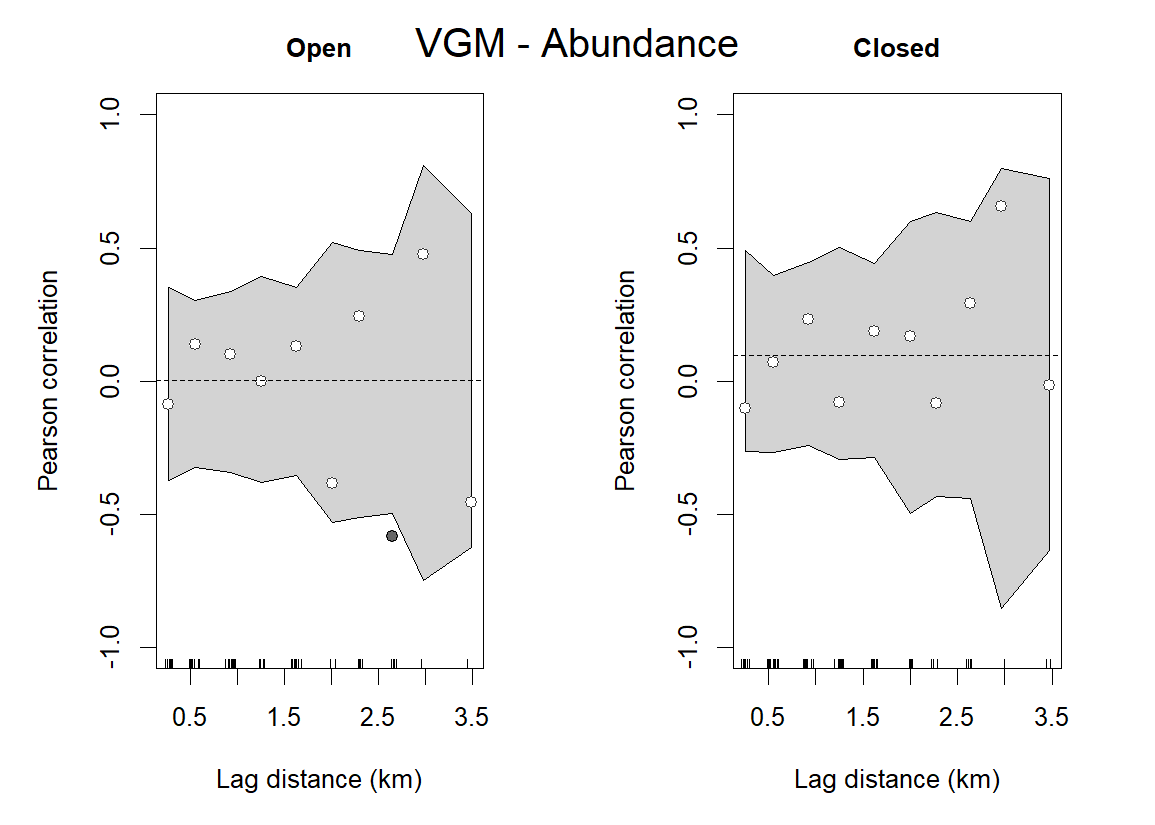 VGM - Abundance
Open
Closed
Pearson correlation
1.0
0.5
0.0
-0.5
-1.0
0.5 1.5 2.5 3.5
Lag distance (km)
Pearson correlation
1.0
0.5
0.0
-0.5
-1.0
0.5 1.5 2.5 3.5
Lag distance (km)